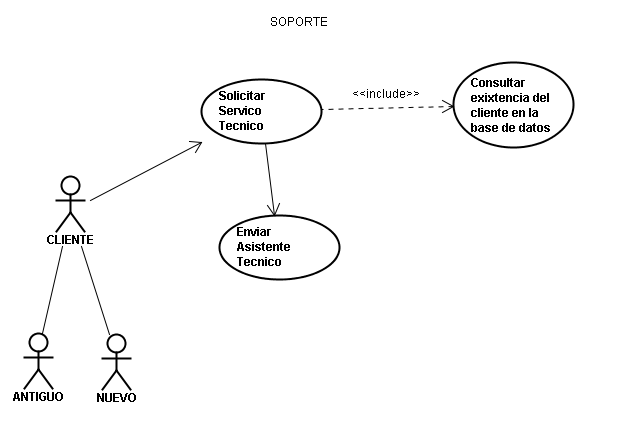 SOPORTE
Solicitar
Servico
Tecnico
<<include>>
Consultar
exixtencia del
cliente en la
base de datos
Enviar
Asistente
Tecnico
CLIENTE
ANTIGUO
NUEVO